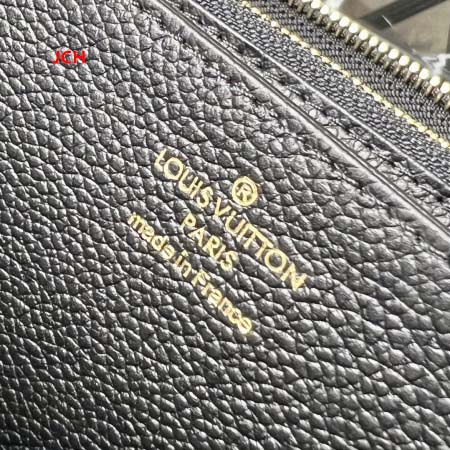 JCH
®
LOUIS VUITTON
PARIS
made in France